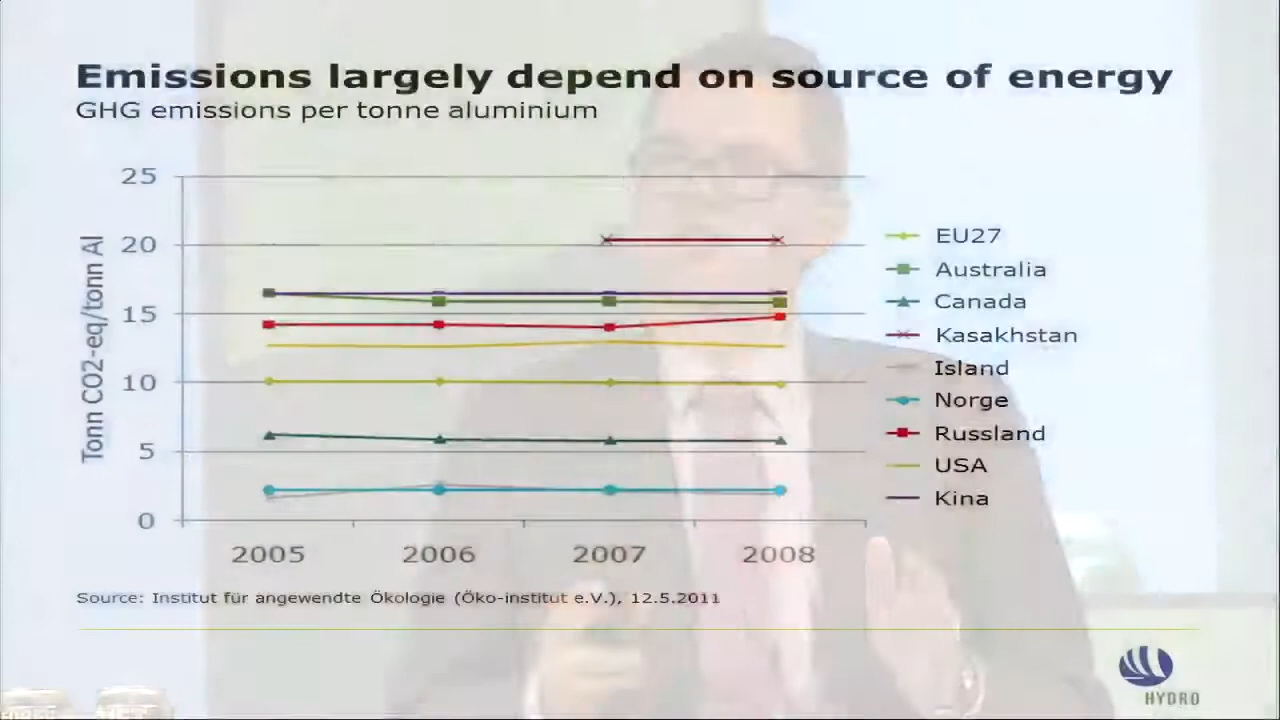 Emissions largely depend on source of energy
GHG emissions per tonne aluminium
25
20
15
10
5
0
Tonn CO2-eq/tonn Al
2005 2006 2007 2008
EU27
Australia
Canada
Kasakhstan
Island
Norge
Russland
USA
Kina
Source: Institut für angewendte Ökologie (Öko-institut e.V.), 12.5.2011
HYDRO